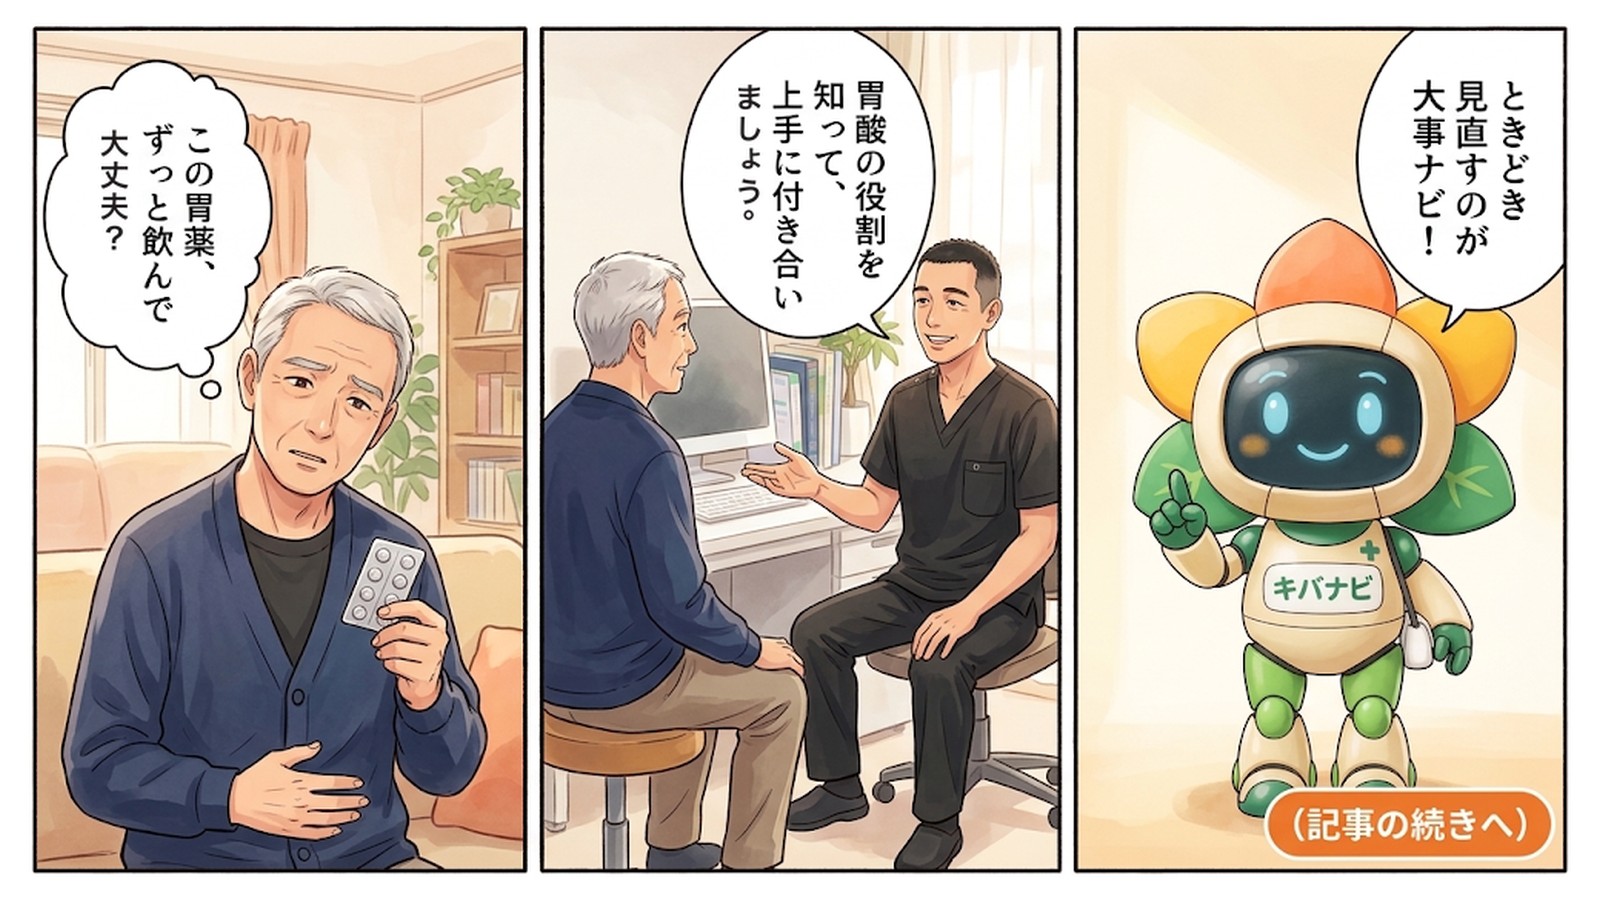 この胃薬、
ずっと飲んで
大丈夫？
胃酸の役割を
知って、
上手に付き合い
ましょう。
ときどき
見直すのが
大事ナビ！
キバナビ
（記事の続きへ）